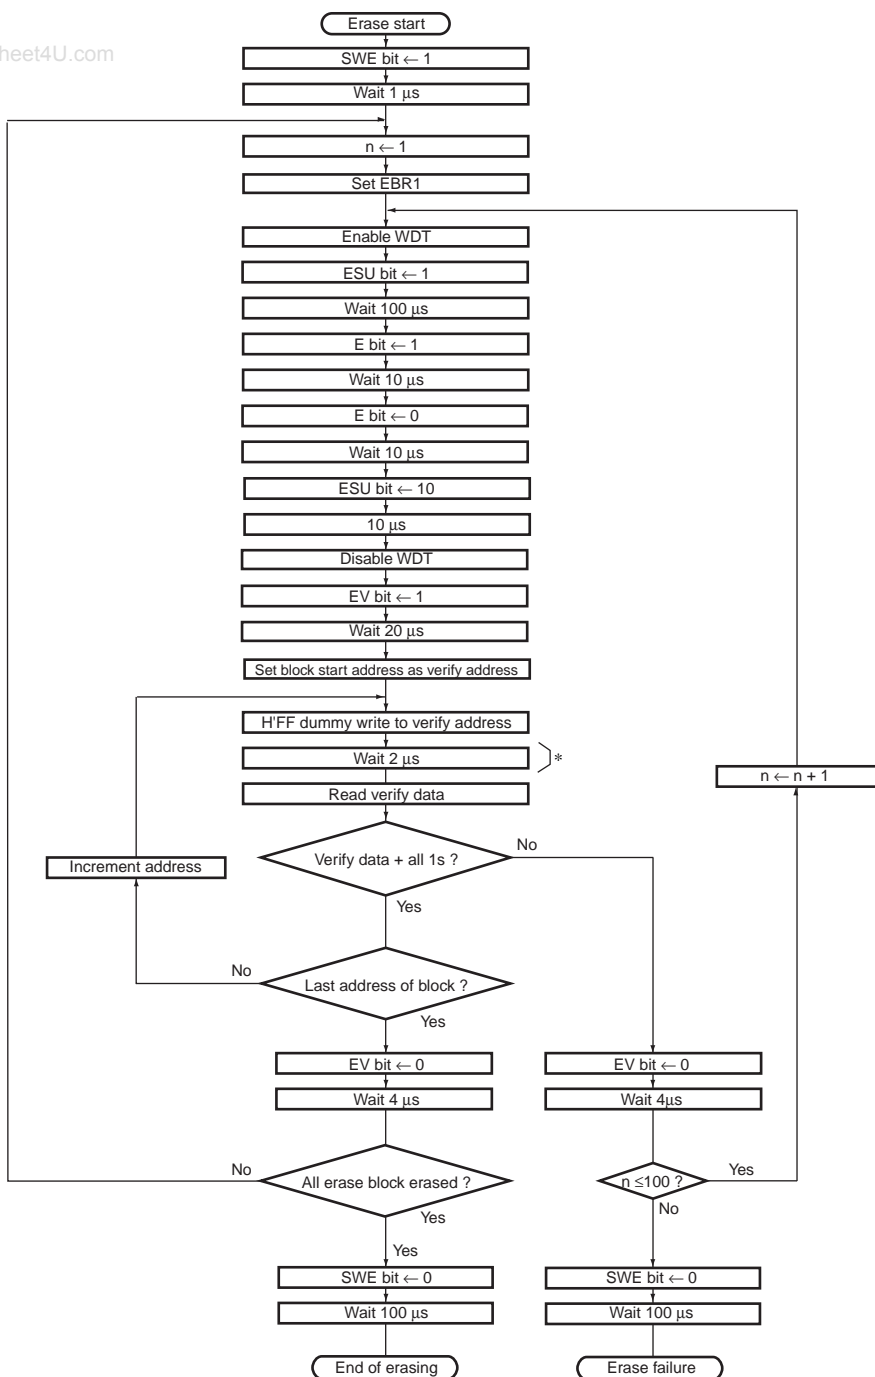 Erase start
heet4U.com
SWE bit ← 1
Wait 1 μs
n ← 1
Set EBR1
Enable WDT
ESU bit ← 1
Wait 100 μs
E bit ← 1
Wait 10 μs
E bit ← 0
Wait 10 μs
ESU bit ← 10
10 μs
Disable WDT
EV bit ← 1
Wait 20 μs
Set block start address as verify address
H'FF dummy write to verify address
Wait 2 μs
*
n ← n + 1
Read verify data
No
Verify data + all 1s ?
Increment address
Yes
No
Last address of block ?
Yes
EV bit ← 0
EV bit ← 0
Wait 4 μs
Wait 4μs
No
Yes
All erase block erased ?
n ≤100 ?
Yes
No
Yes
SWE bit ← 0
SWE bit ← 0
Wait 100 μs
Wait 100 μs
End of erasing
Erase failure